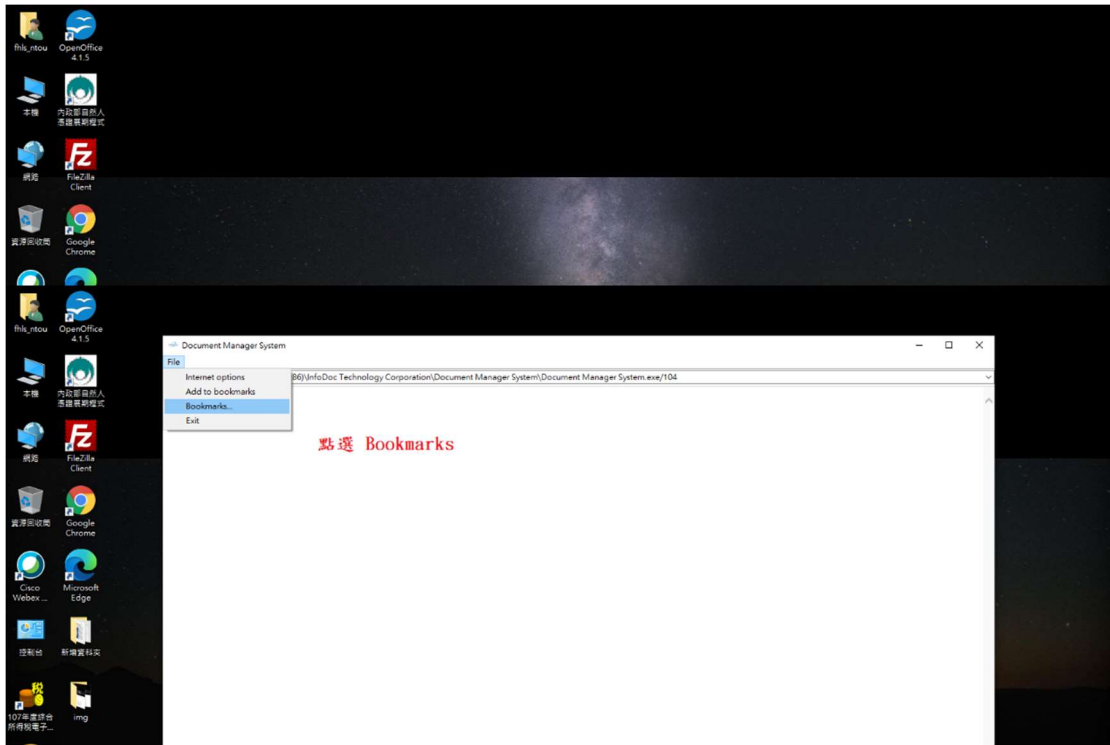 fhls_ntou
OpenOffice
4.1.5
本機
內政部自然人
憑證展期程式
網路
FileZilla
Client
資源回收筒
Google
Chrome
fhls_ntou
OpenOffice
4.1.5
本機
內政部自然人
憑證展期程式
網路
FileZilla
Client
資源回收筒
Google
Chrome
Cisco
Webex ...
Microsoft
Edge
控制台
新增資料夾
107年度綜合
所得稅電子...
img
Document Manager System
File
Internet options
Add to bookmarks
Bookmarks...
Exit
86)\InfoDoc Technology Corporation\Document Manager System\Document Manager System.exe/104
點選 Bookmarks